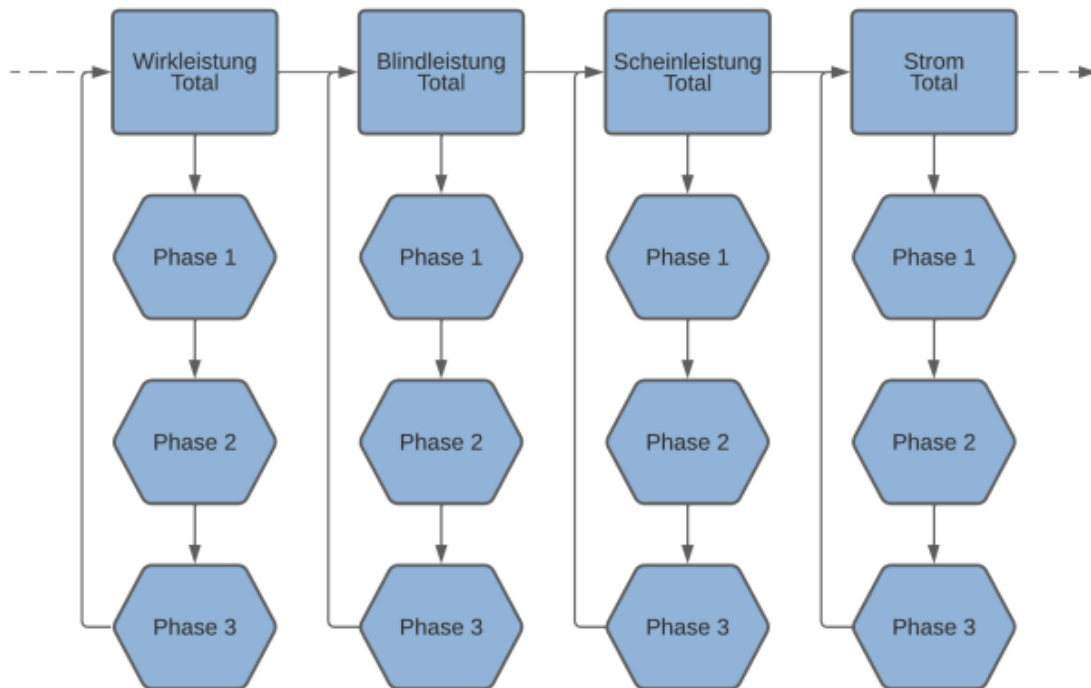 Wirkleistung
Total
Blindleistung
Total
Scheinleistung
Total
Strom
Total
Phase 1
Phase 1
Phase 1
Phase 1
Phase 2
Phase 2
Phase 2
Phase 2
Phase 3
Phase 3
Phase 3
Phase 3